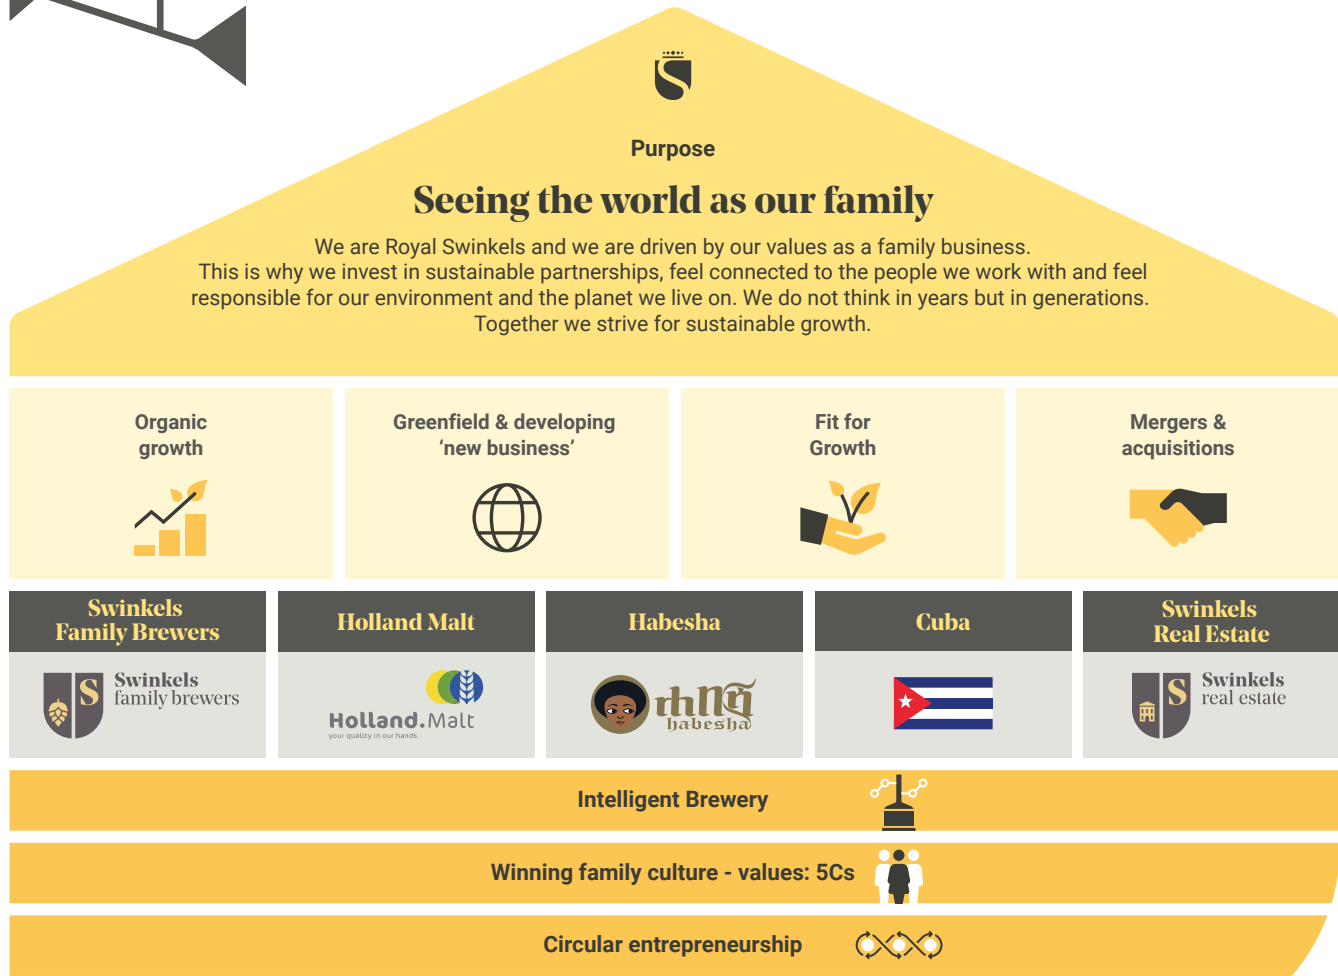 S
Purpose
Seeing the world as our family
We are Royal Swinkels and we are driven by our values as a family business.
This is why we invest in sustainable partnerships, feel connected to the people we work with and feel
responsible for our environment and the planet we live on. We do not think in years but in generations.
Together we strive for sustainable growth.
Organic
growth
Greenfield & developing
‘new business’
Fit for
Growth
Mergers &
acquisitions
Swinkels
Family Brewers
Holland Malt
Habesha
Cuba
Swinkels
Real Estate
S
Swinkels
family brewers
Holland.Malt
your quality in our hands
ሐበሻ
habesha
S
Swinkels
real estate
Intelligent Brewery
Winning family culture - values: 5Cs
Circular entrepreneurship